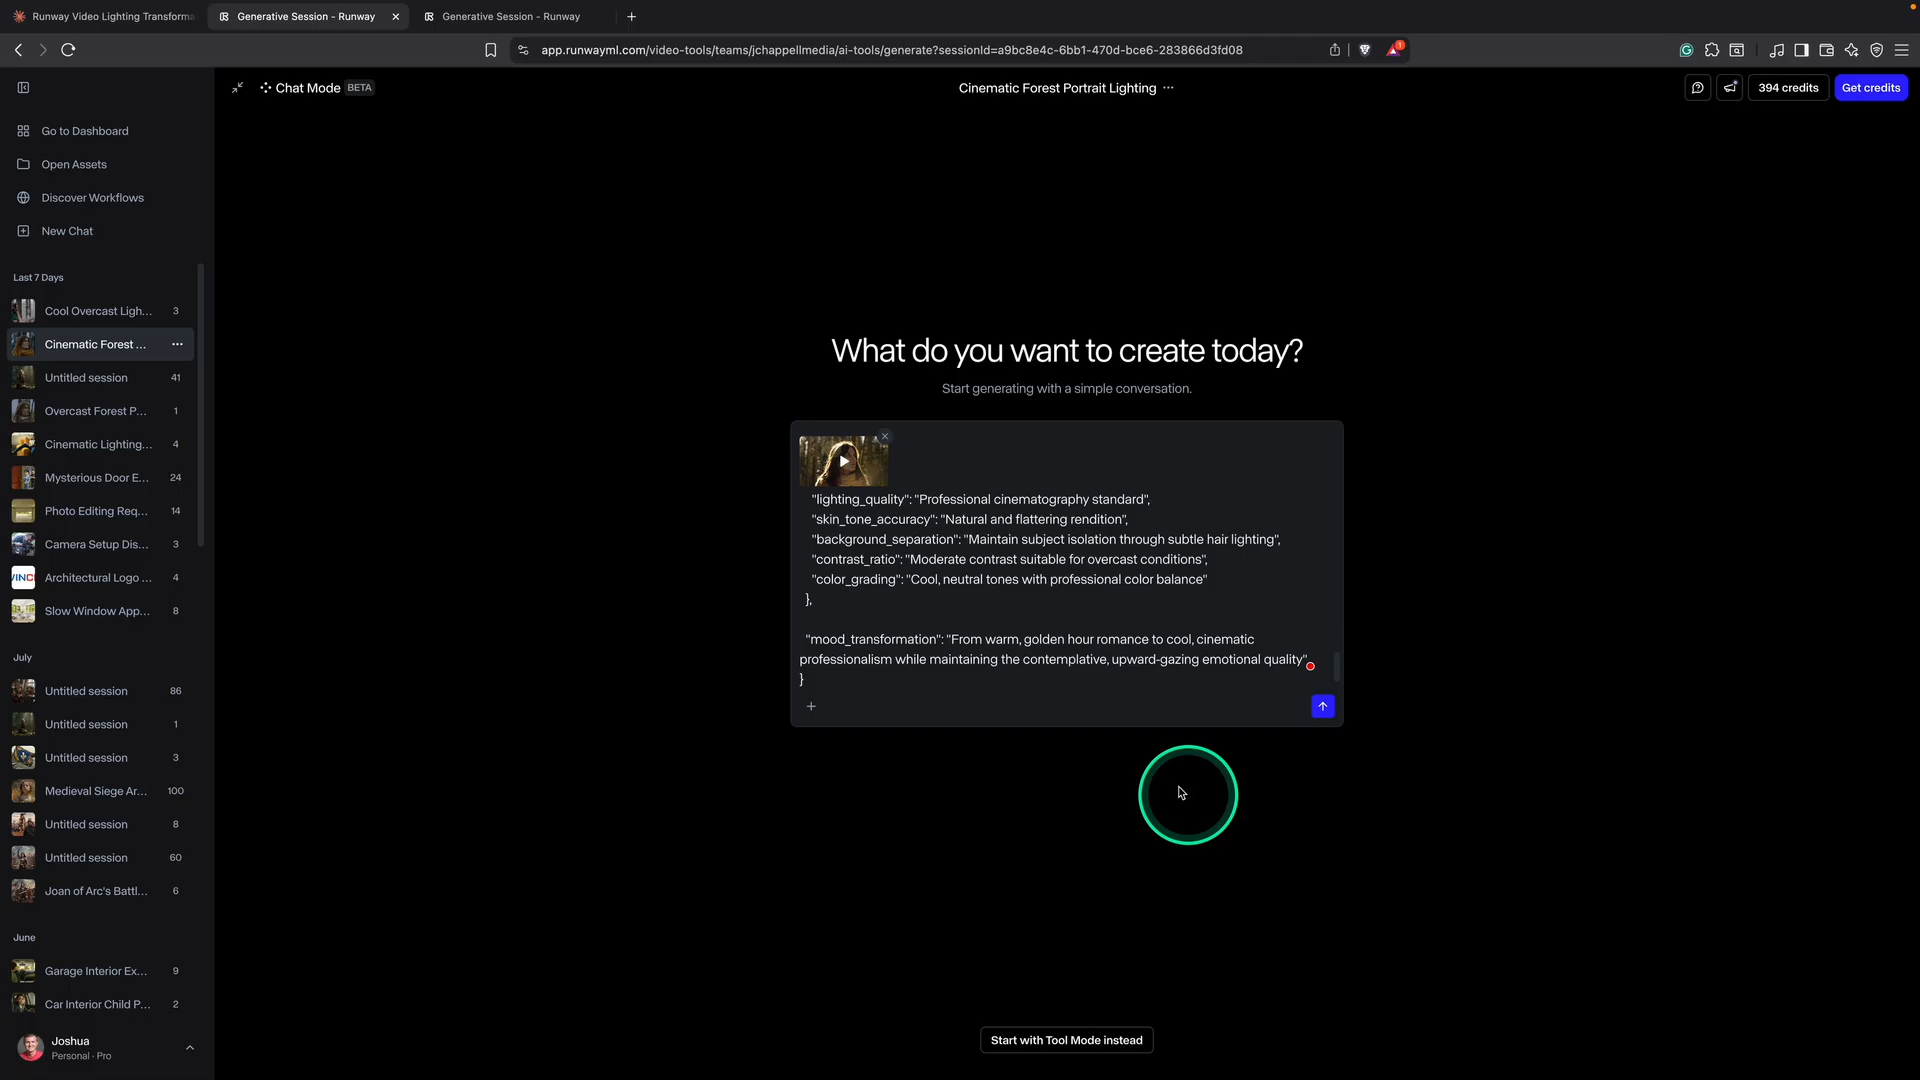 Runway Video Lighting Transforma
Generative Session - Runway
Generative Session - Runway
app.runwayml.com/video-tools/teams/jchappellmedia/ai-tools/generate?sessionId=a9bc8e4c-6bb1-470d-bce6-283866d3fd08
1
Chat Mode BETA
Cinematic Forest Portrait Lighting
394 credits
Get credits
Go to Dashboard
Open Assets
Discover Workflows
New Chat
Last 7 Days
Cool Overcast Ligh... 3
Cinematic Forest ...
Untitled session 41
Overcast Forest P... 1
Cinematic Lighting... 4
Mysterious Door E... 24
Photo Editing Req... 14
Camera Setup Dis... 3
Architectural Logo ... 4
Slow Window App... 8
July
Untitled session 86
Untitled session 1
Untitled session 3
Medieval Siege Ar... 100
Untitled session 8
Untitled session 60
Joan of Arc's Battl... 6
June
Garage Interior Ex... 9
Car Interior Child P... 2
Joshua
Personal · Pro
What do you want to create today?
Start generating with a simple conversation.
"lighting_quality": "Professional cinematography standard",
"skin_tone_accuracy": "Natural and flattering rendition",
"background_separation": "Maintain subject isolation through subtle hair lighting",
"contrast_ratio": "Moderate contrast suitable for overcast conditions",
"color_grading": "Cool, neutral tones with professional color balance"
},
"mood_transformation": "From warm, golden hour romance to cool, cinematic
professionalism while maintaining the contemplative, upward-gazing emotional quality"
}
Start with Tool Mode instead